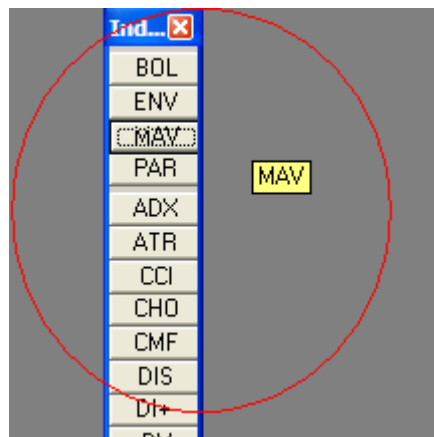 Ind...
BOL
ENV
MAV
PAR
MAV
ADX
ATR
CCI
CHO
CMF
DIS
DI+